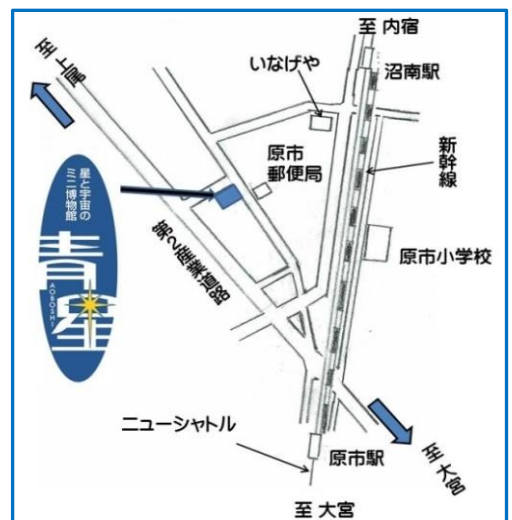 至 内宿
至 上尾
いなげや
沼南駅
新幹線
原市
郵便局
星と宇宙の
ミニ博物館
青星
AOBOSHI
第2産業道路
原市小学校
ニューシャトル
原市駅
至 大宮
至 大宮